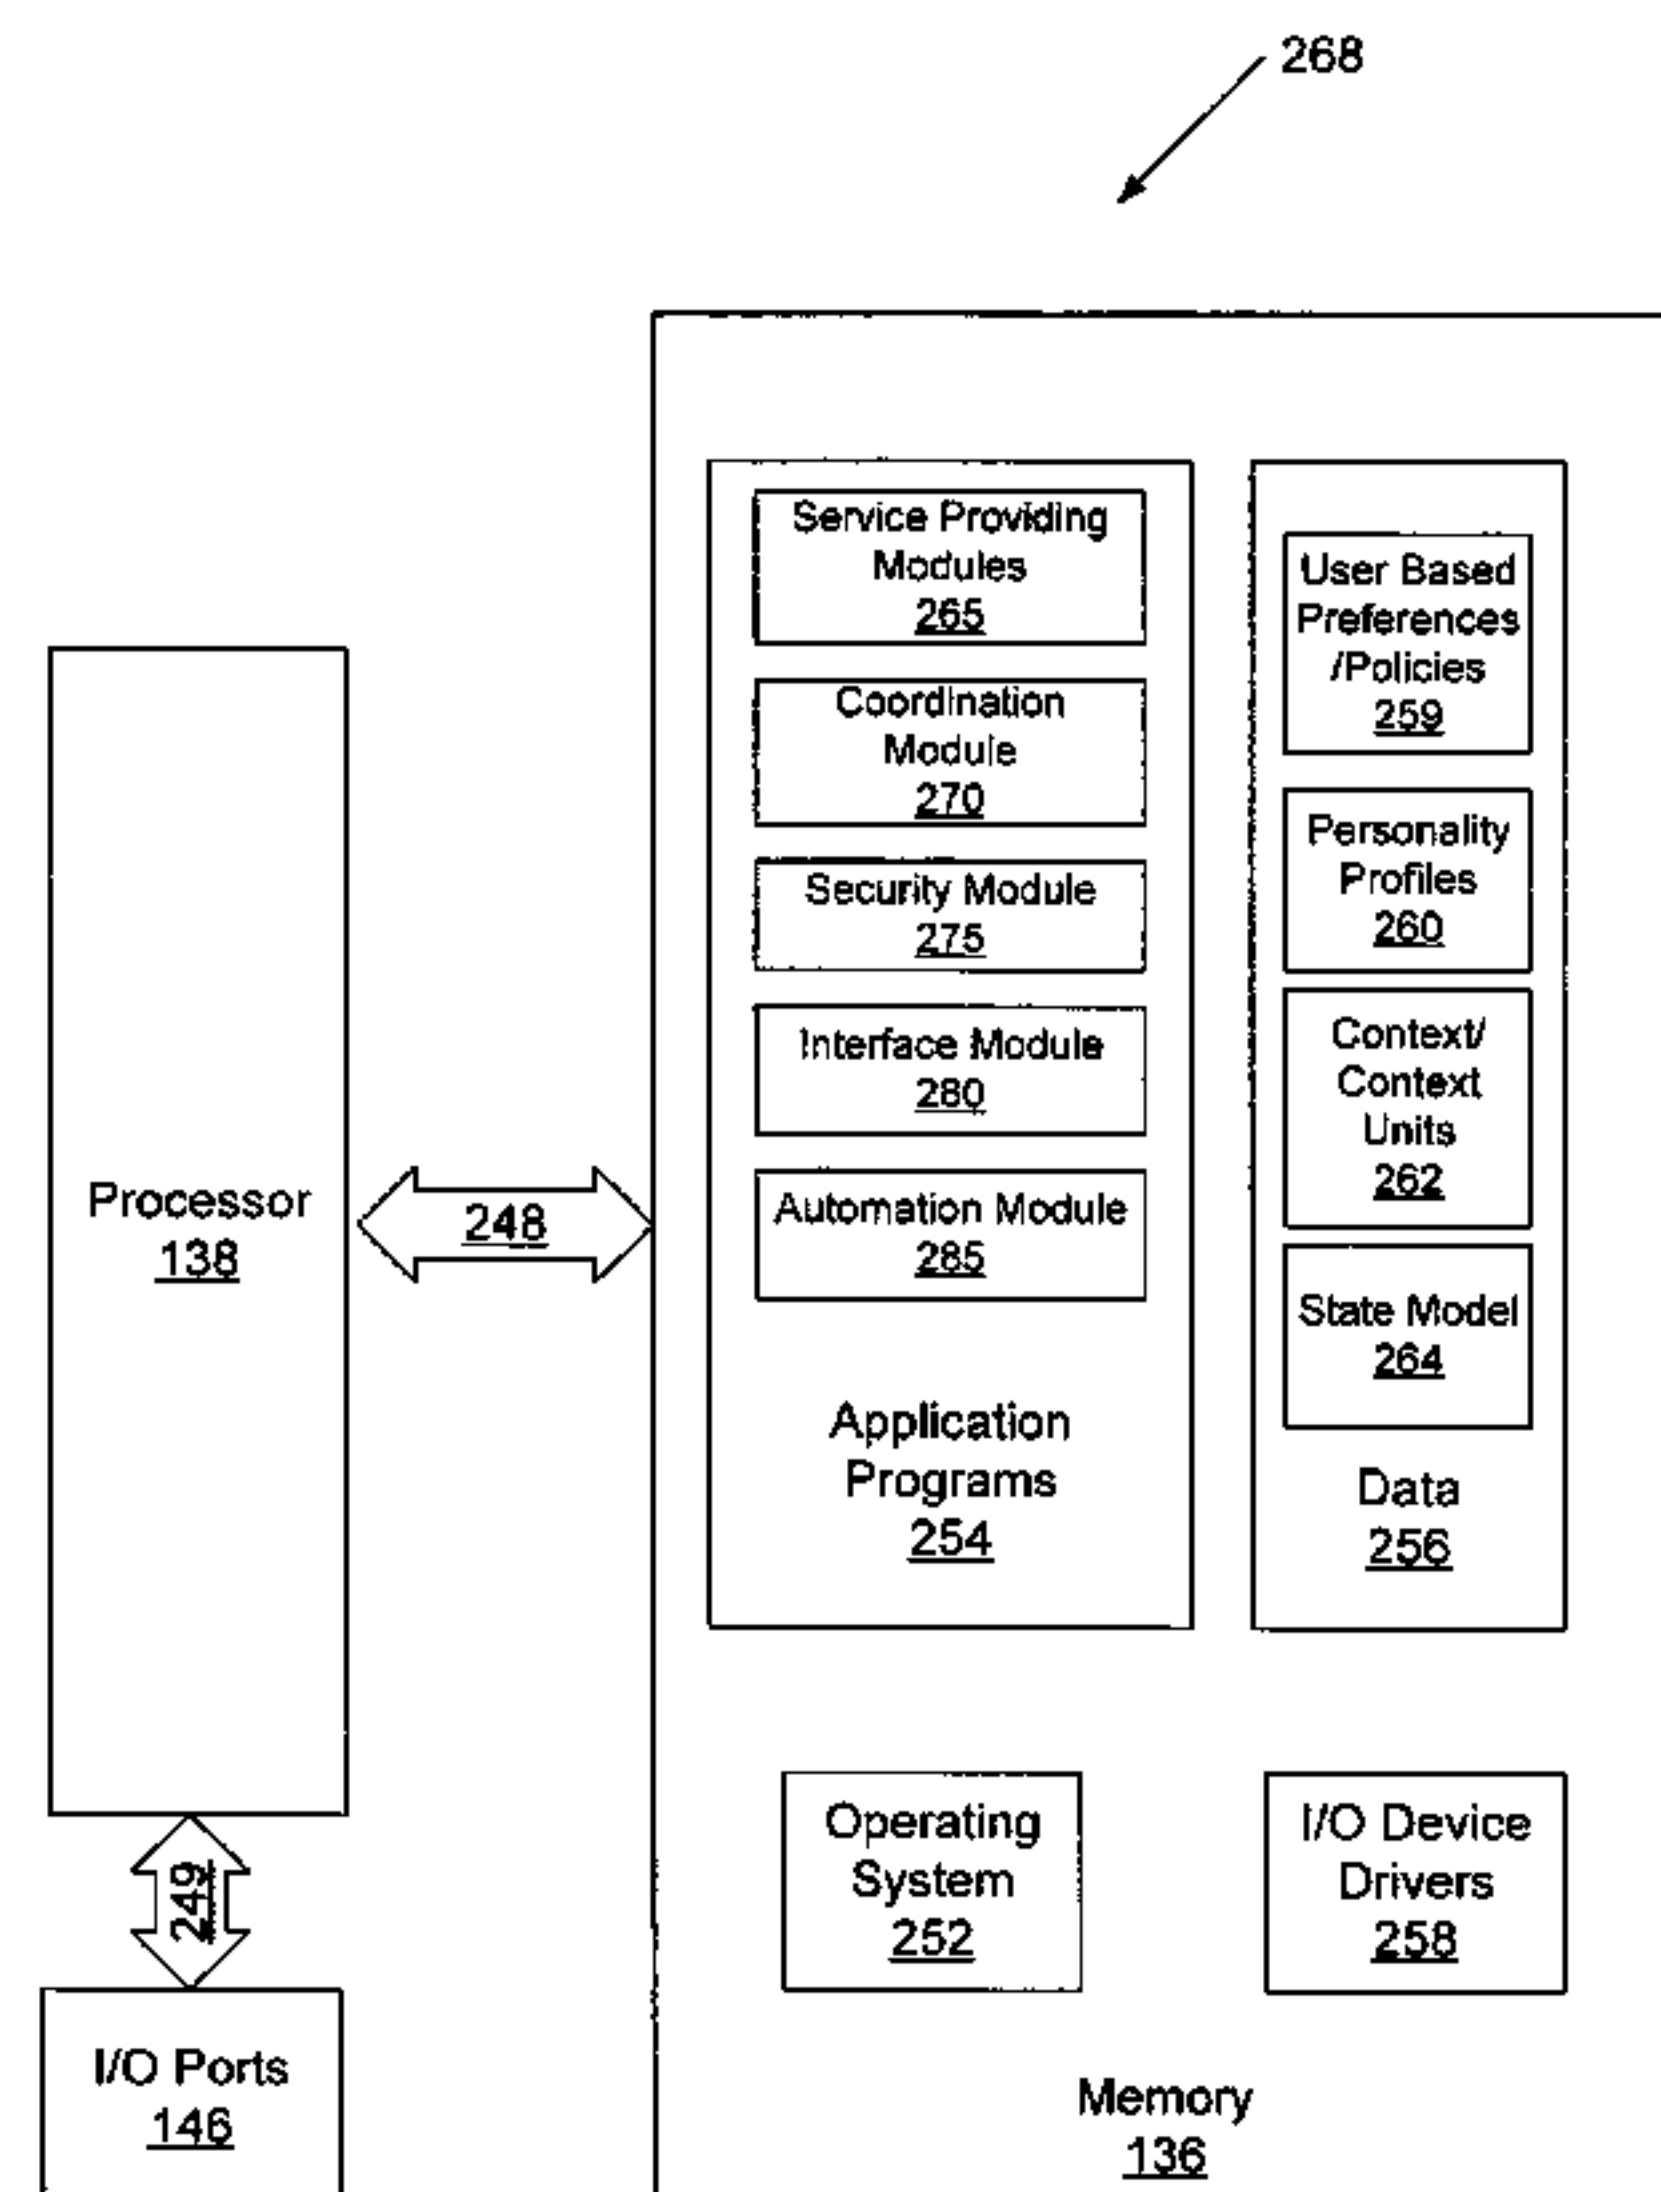 268
Service Providing
Modules
265
Coordination
Module
270
Security Module
275
Interface Module
280
Automation Module
285
Application
Programs
254
User Based
Preferences
/Policies
259
Personality
Profiles
260
Context/
Context
Units
262
State Model
264
Data
256
Processor
138
248
249
I/O Ports
146
Operating
System
252
I/O Device
Drivers
258
Memory
136